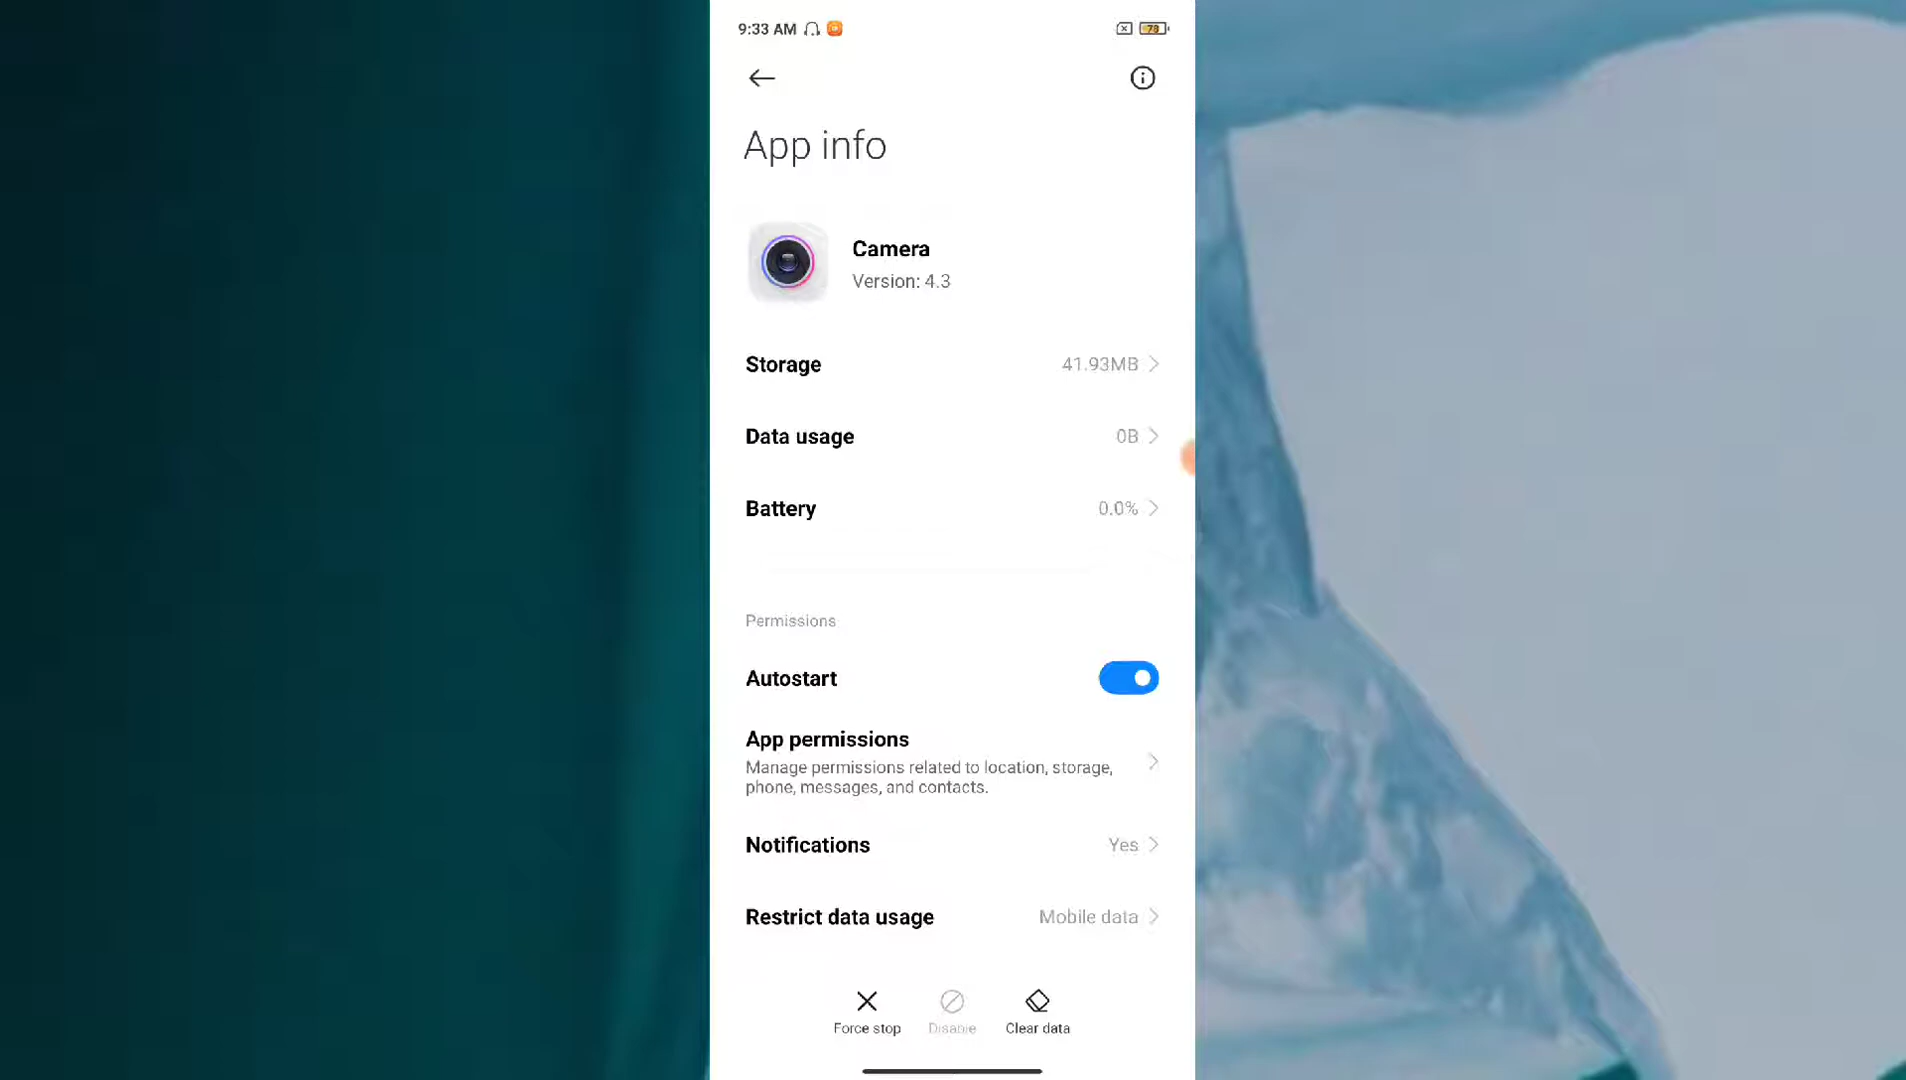 9:33 AM
78
App info
Camera
Version: 4.3
Storage
41.93MB
Data usage
0B
Battery
0.0%
Permissions
Autostart
App permissions
Manage permissions related to location, storage,
phone, messages, and contacts.
Notifications
Yes
Restrict data usage
Mobile data
Force stop
Disable
Clear data